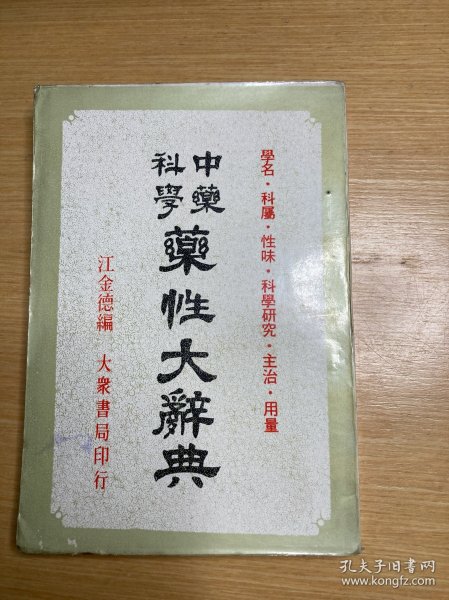 學名·科屬·性味·科學研究·主治·用量
中藥
科學
藥性大辭典
江金德編 大眾書局印行
孔夫子旧书网
www.kongfz.com